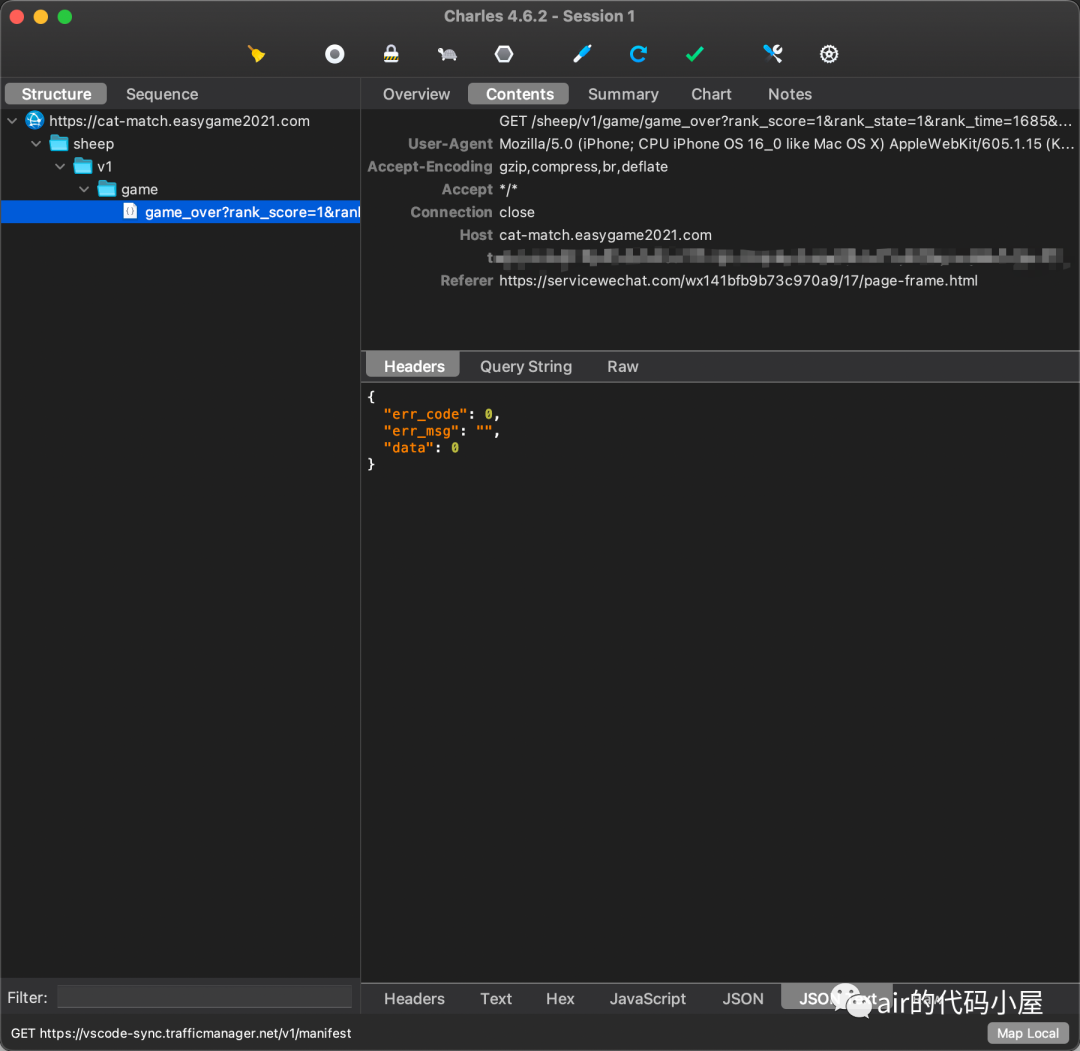 Charles 4.6.2 - Session 1
Structure Sequence
Overview Contents Summary Chart Notes
https://cat-match.easygame2021.com
sheep
v1
game
game_over?rank_score=1&ran
GET /sheep/v1/game/game_over?rank_score=1&rank_state=1&rank_time=1685&...
User-Agent Mozilla/5.0 (iPhone; CPU iPhone OS 16_0 like Mac OS X) AppleWebKit/605.1.15 (K...
Accept-Encoding gzip,compress,br,deflate
Accept */*
Connection close
Host cat-match.easygame2021.com
Referer https://servicewechat.com/wx141bfb9b73c970a9/17/page-frame.html
Headers Query String Raw
{
"err_code": 0,
"err_msg": "",
"data": 0
}
Filter:
Headers Text Hex JavaScript JSON
air的代码小屋
GET https://vscode-sync.trafficmanager.net/v1/manifest
Map Local